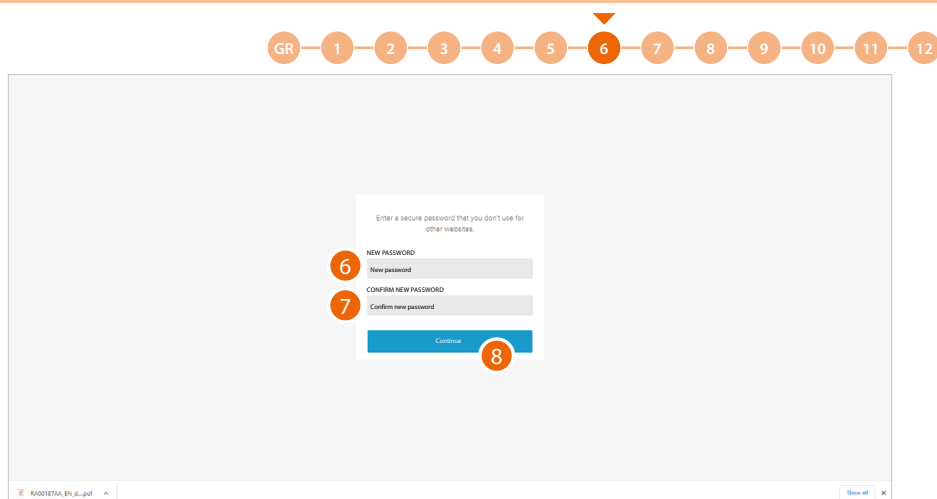 GR 1 2 3 4 5 6 7 8 9 10 11 12
Enter a secure password that you don't use for
other websites.
NEW PASSWORD
6 New password
CONFIRM NEW PASSWORD
7 Confirm new password
Continue
8
RA00187AA_EN_d....pdf
Show all X